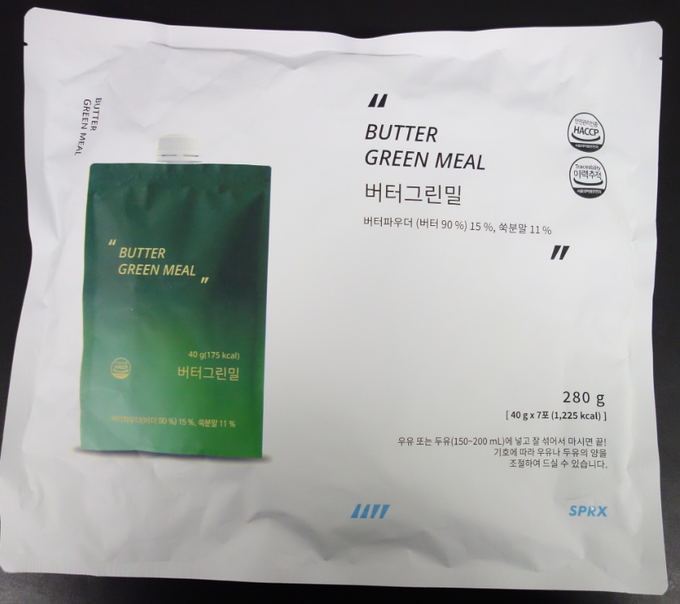 BUTTER
GREEN MEAL
"
BUTTER
GREEN MEAL
버터그린밀
버터파우더 (버터 90 %) 15 %, 쑥분말 11 %
"
HACCP
Traceability
이력추적
" BUTTER
GREEN MEAL "
40 g(175 kcal)
HACCP
버터그린밀
버터파우더(버터 90 %) 15 %, 쑥분말 11 %
280 g
[ 40 g x 7포 (1,225 kcal) ]
우유 또는 두유(150~200 mL)에 넣고 잘 섞어서 마시면 끝!
기호에 따라 우유나 두유의 양을
조절하여 드실 수 있습니다.
SPRX